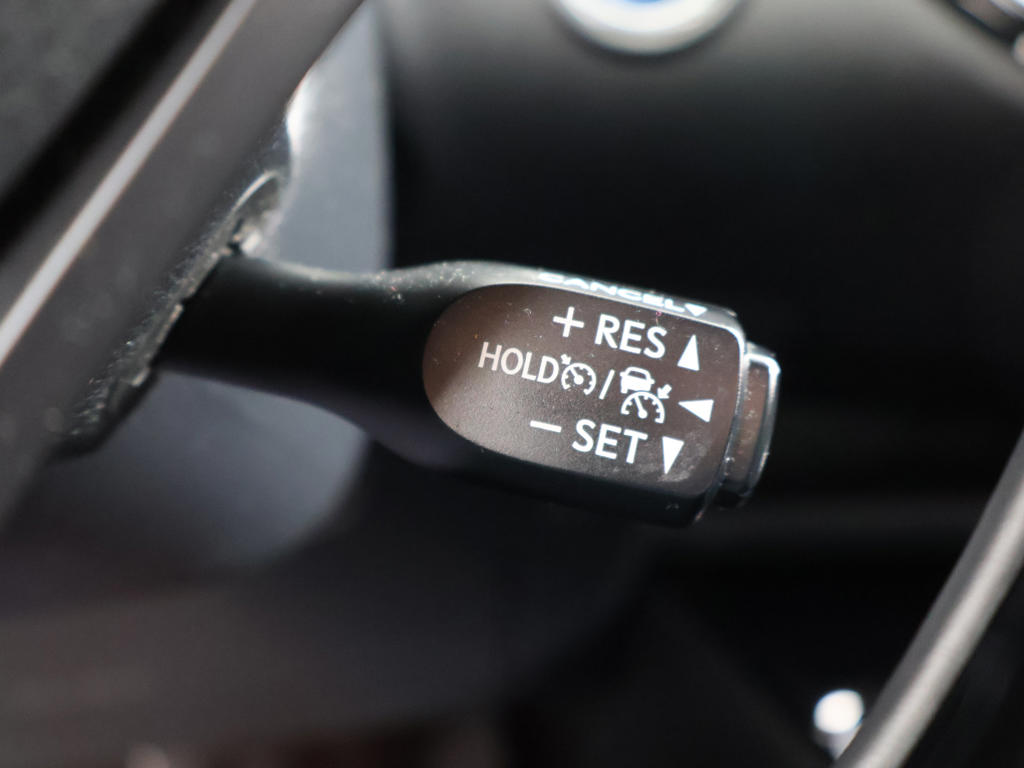 CANCEL▼
+ RES ▲
HOLD / ◀
− SET ▼